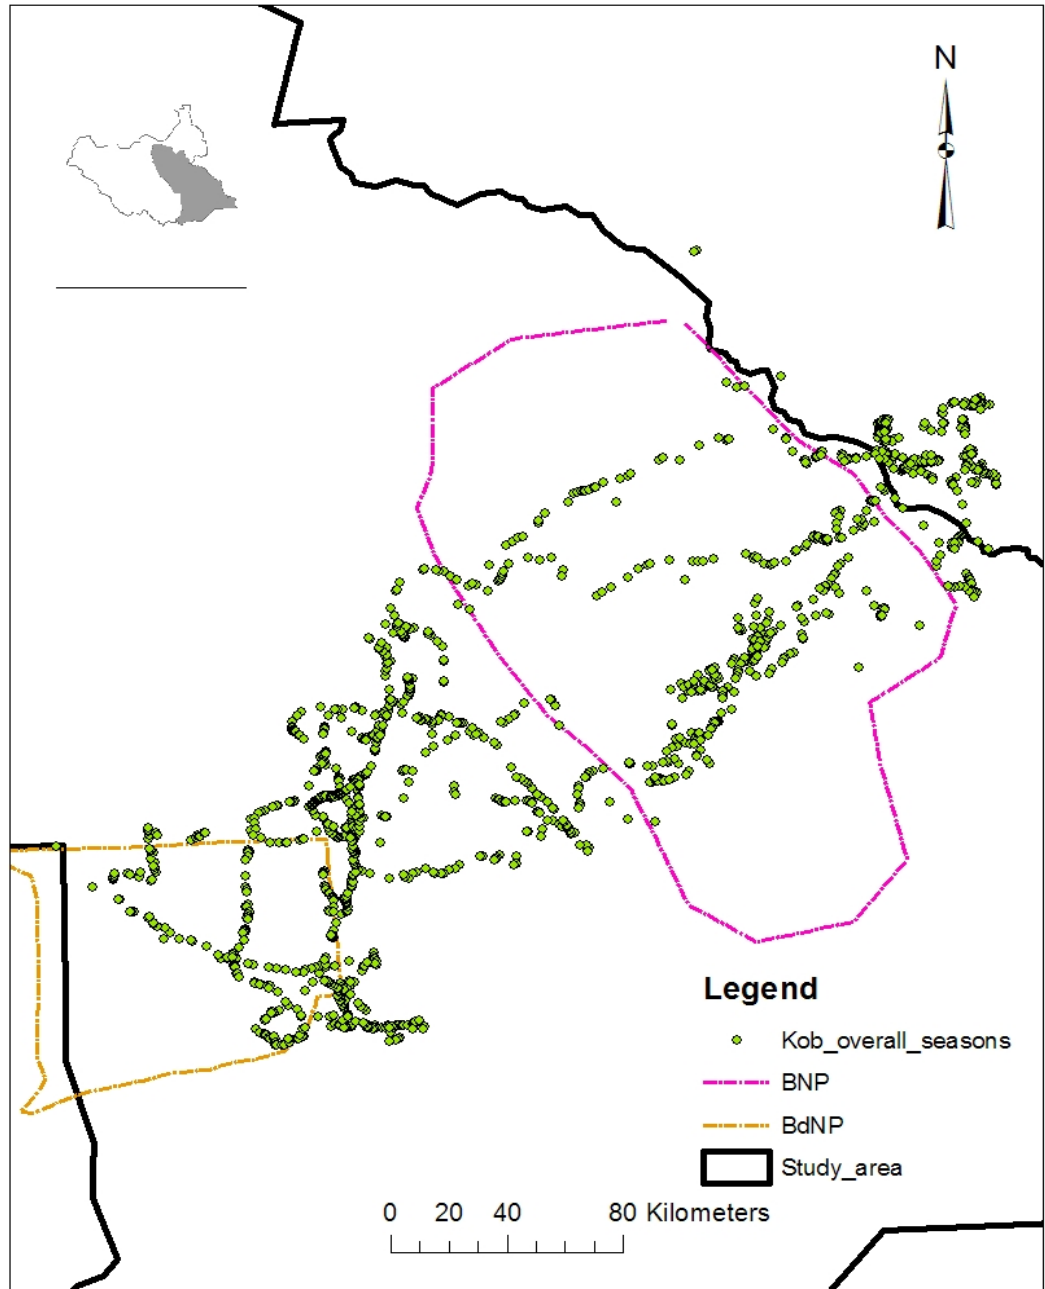 N
Legend
Kob_overall_seasons
BNP
BdNP
Study_area
0 20 40 80 Kilometers